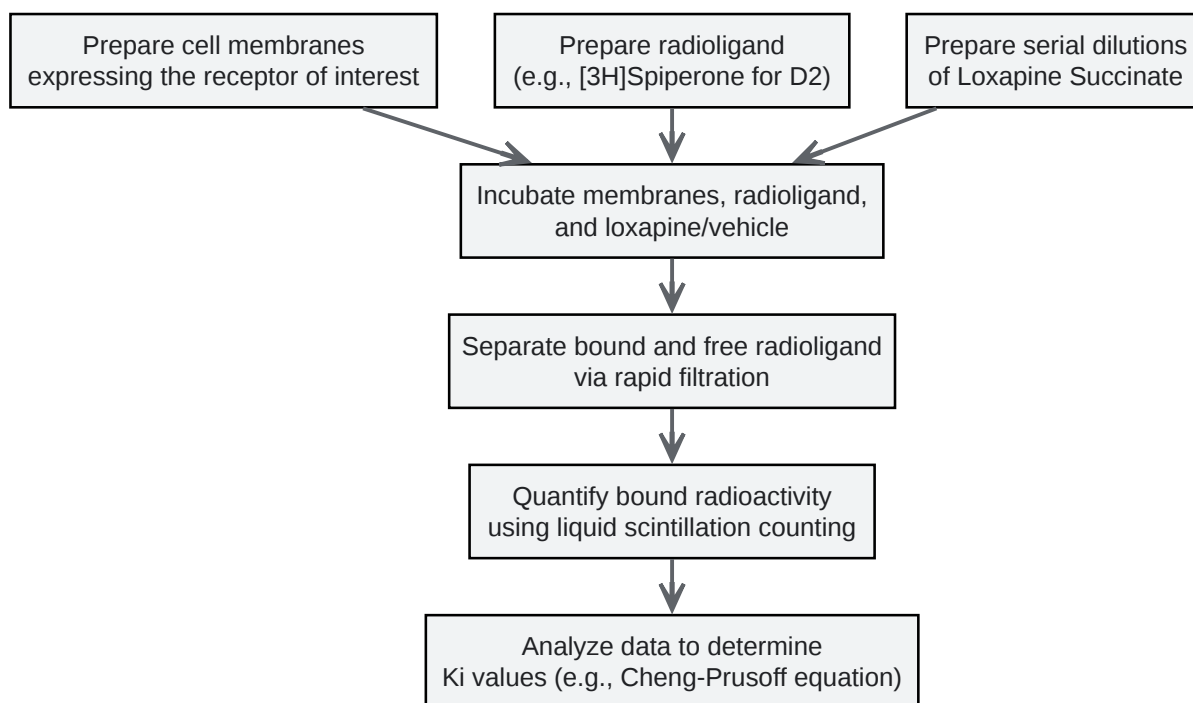 Prepare cell membranes
expressing the receptor of interest
Prepare radioligand
(e.g., [3H]Spiperone for D2)
Prepare serial dilutions
of Loxapine Succinate
Incubate membranes, radioligand,
and loxapine/vehicle
Separate bound and free radioligand
via rapid filtration
Quantify bound radioactivity
using liquid scintillation counting
Analyze data to determine
Ki values (e.g., Cheng-Prusoff equation)